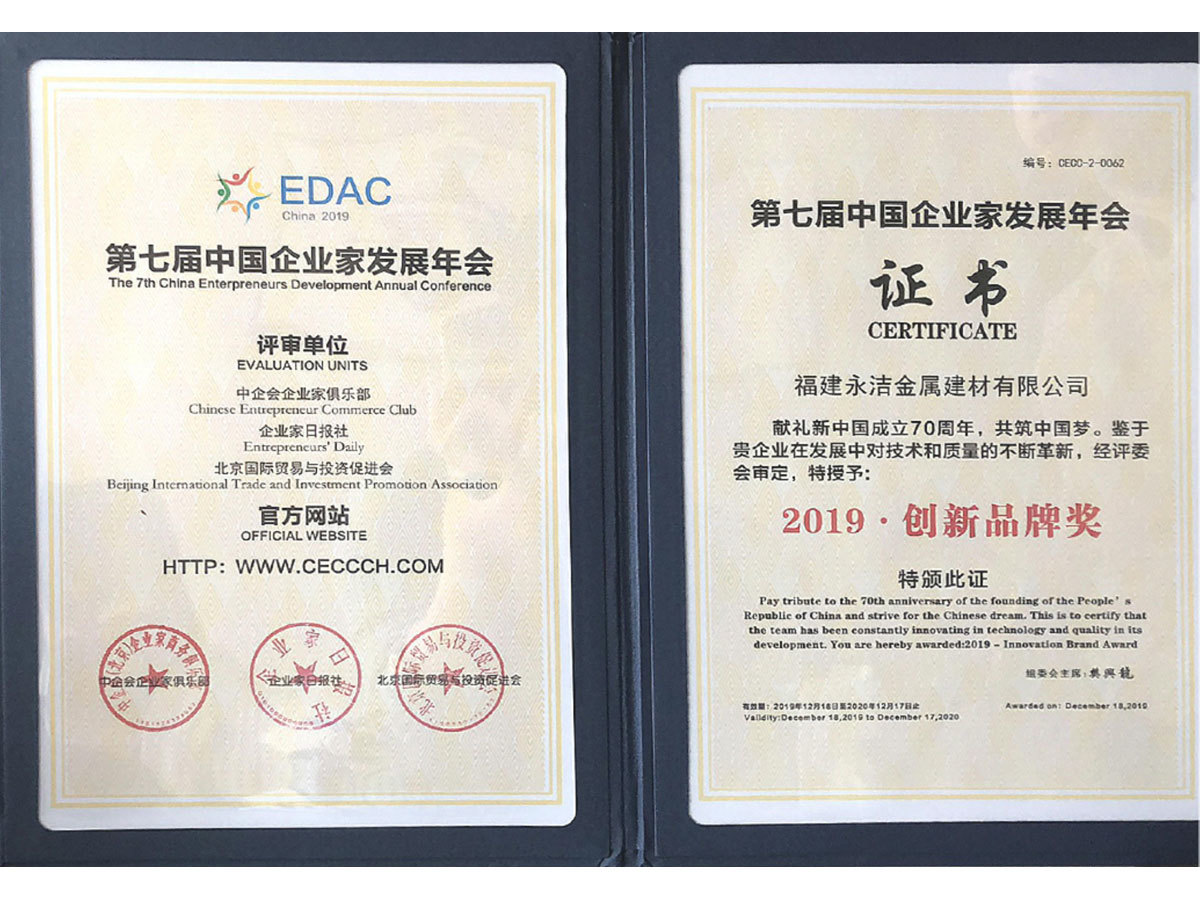 EDAC
China 2019
第七届中国企业家发展年会
The 7th China Enterpreneurs Development Annual Conference
评审单位
EVALUATION UNITS
中企会企业家俱乐部
Chinese Entrepreneur Commerce Club
企业家日报社
Entrepreneurs' Daily
北京国际贸易与投资促进会
Beijing International Trade and Investment Promotion Association
官方网站
OFFICIAL WEBSITE
HTTP: WWW.CECCCH.COM
中企会企业家俱乐部
企业家日报社
北京国际贸易与投资促进会
编号：CECC-2-0062
第七届中国企业家发展年会
证书
CERTIFICATE
福建永洁金属建材有限公司
献礼新中国成立70周年，共筑中国梦。鉴于
贵企业在发展中对技术和质量的不断革新，经评委
会审定，特授予：
2019·创新品牌奖
特颁此证
Pay tribute to the 70th anniversary of the founding of the People's
Republic of China and strive for the Chinese dream. This is to certify that
the team has been constantly innovating in technology and quality in its
development. You are hereby awarded:2019 - Innovation Brand Award
组委会主席：
有效期：2019年12月18日至2020年12月17日止
Validity:December 18,2019 to December 17,2020
Awarded on: December 18,2019